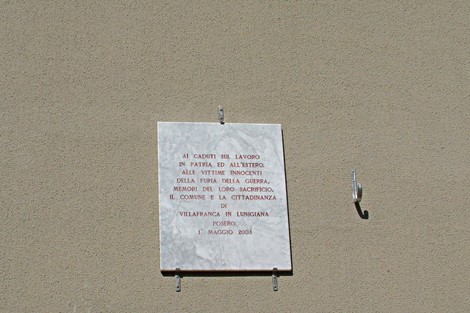 AI CADUTI SUL LAVORO
IN PATRIA ED ALL'ESTERO,
ALLE VITTIME INNOCENTI
DELLA FURIA DELLA GUERRA,
MEMORI DEL LORO SACRIFICIO,
IL COMUNE E LA CITTADINANZA
DI
VILLAFRANCA IN LUNIGIANA
POSERO
1° MAGGIO 2005